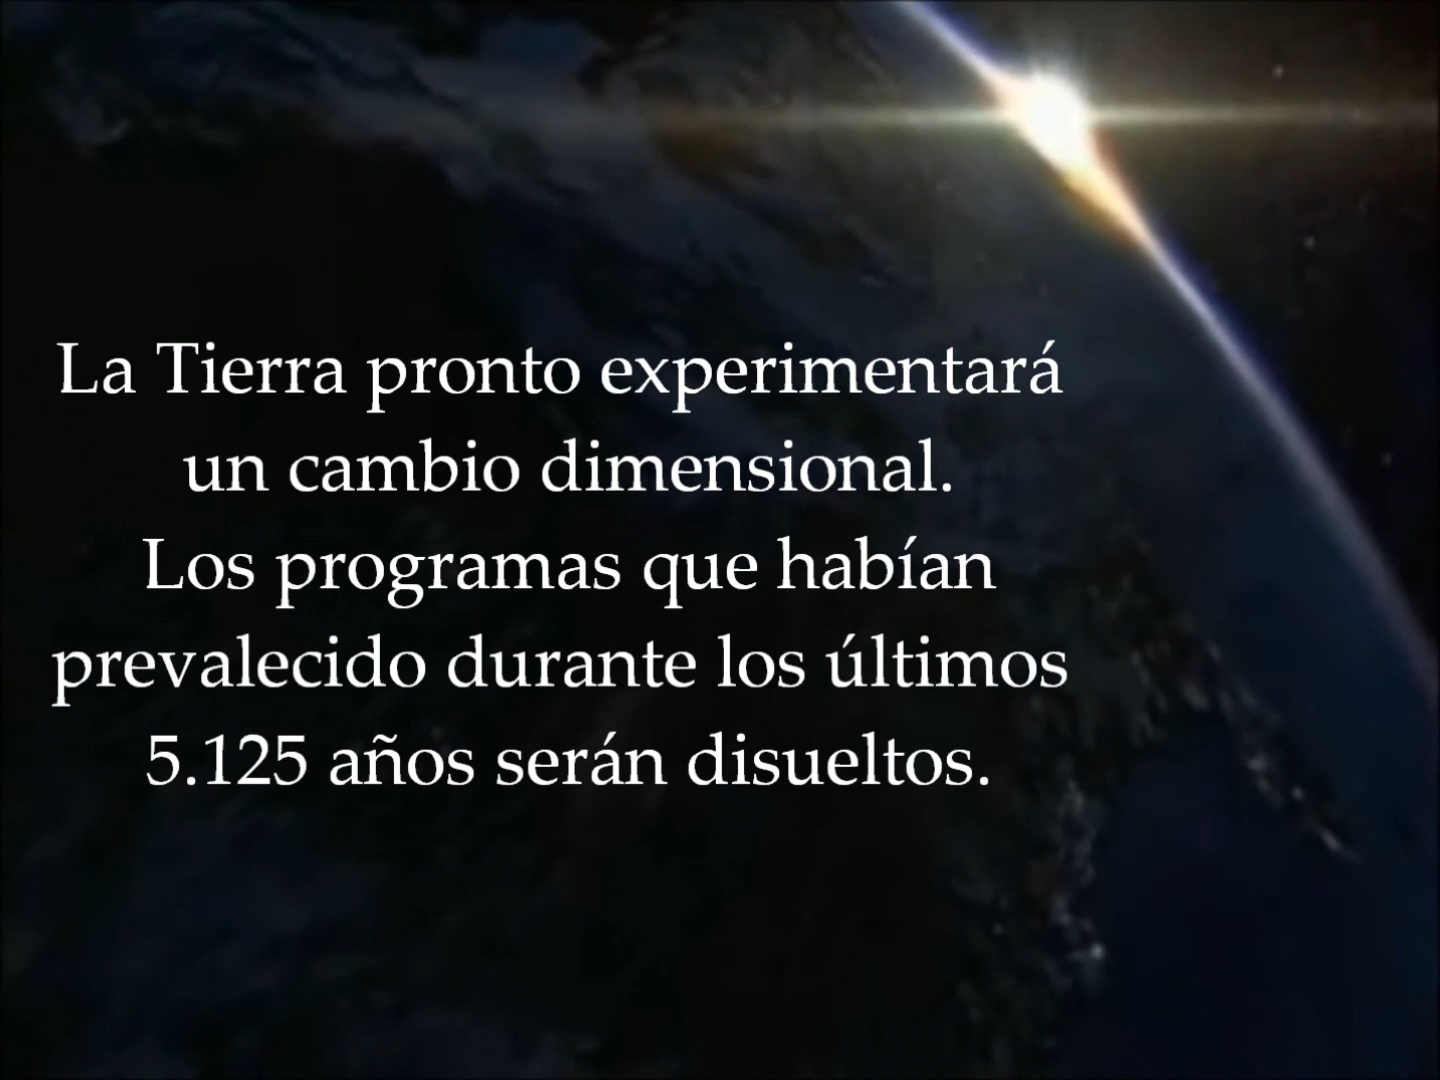 La Tierra pronto experimentará
un cambio dimensional.
Los programas que habían
prevalecido durante los últimos
5.125 años serán disueltos.